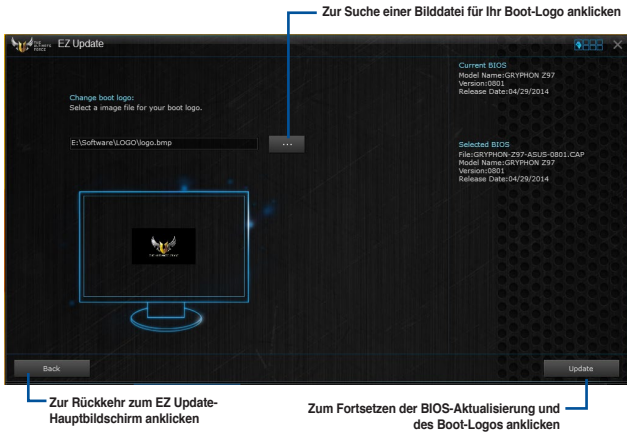 Zur Suche einer Bilddatei für Ihr Boot-Logo anklicken
EZ Update
Current BIOS
Model Name:GRYPHON Z97
Version:0801
Release Date:04/29/2014
Change boot logo:
Select a image file for your boot logo.
E:\Software\LOGO\logo.bmp
...
Selected BIOS
File:GRYPHON-Z97-ASUS-0801.CAP
Model Name:GRYPHON Z97
Version:0801
Release Date:04/29/2014
Back
Update
Zur Rückkehr zum EZ Update-
Hauptbildschirm anklicken
Zum Fortsetzen der BIOS-Aktualisierung und
des Boot-Logos anklicken